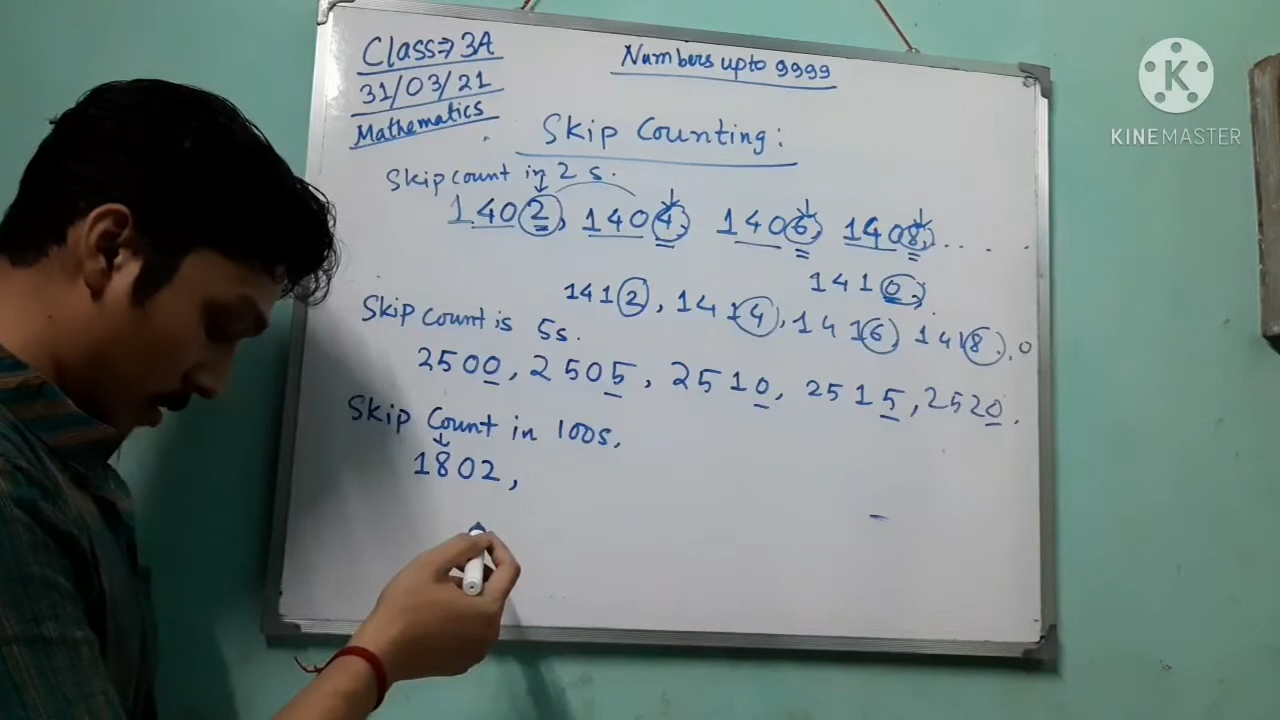 Class⇒3A
31/03/21
Mathematics
Numbers upto 9999
Skip Counting:
Skip count in 2 s.
1402, 1404, 1406, 1408, ....
1410,
1412, 1414, 1416 1418, 0
Skip count is 5s.
2500, 2505, 2510, 2515, 2520.
Skip Count in 100s,
1802,
K
KINEMASTER